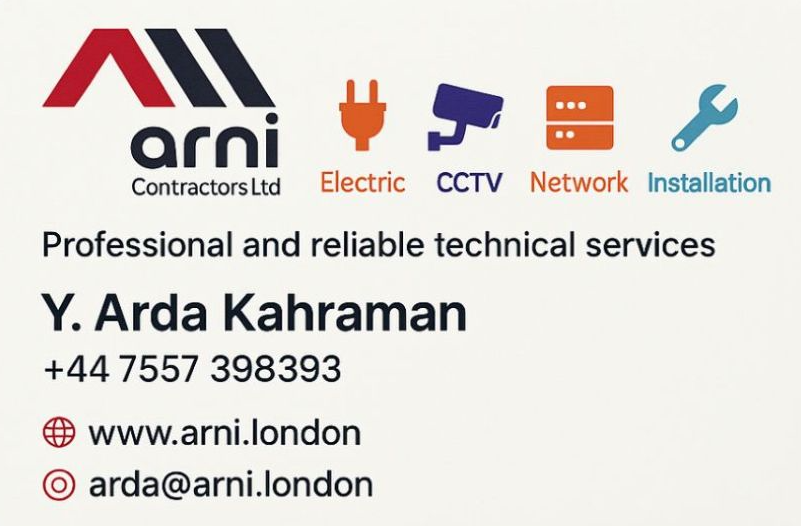 arni
Contractors Ltd
Electric CCTV Network Installation
Professional and reliable technical services
Y. Arda Kahraman
+44 7557 398393
www.arni.london
arda@arni.london